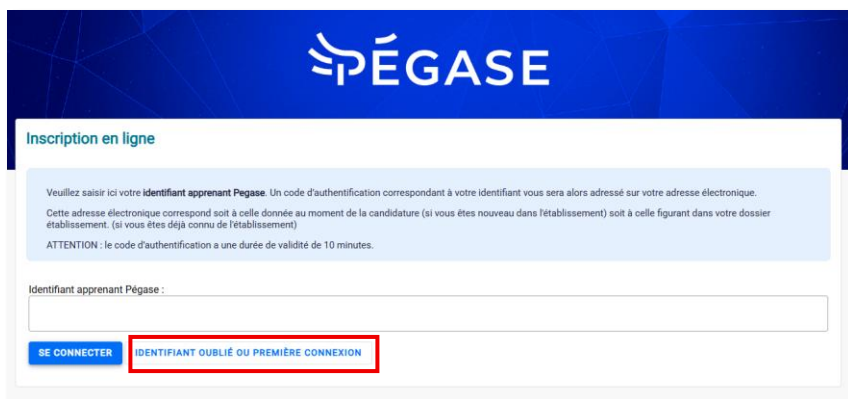 PÉGASE
Inscription en ligne
Veuillez saisir ici votre identifiant apprenant Pegase. Un code d'authentification correspondant à votre identifiant vous sera alors adressé sur votre adresse électronique.
Cette adresse électronique correspond soit à celle donnée au moment de la candidature (si vous êtes nouveau dans l'établissement) soit à celle figurant dans votre dossier
établissement. (si vous êtes déjà connu de l'établissement)
ATTENTION : le code d'authentification a une durée de validité de 10 minutes.
Identifiant apprenant Pégase :
SE CONNECTER IDENTIFIANT OUBLIÉ OU PREMIÈRE CONNEXION